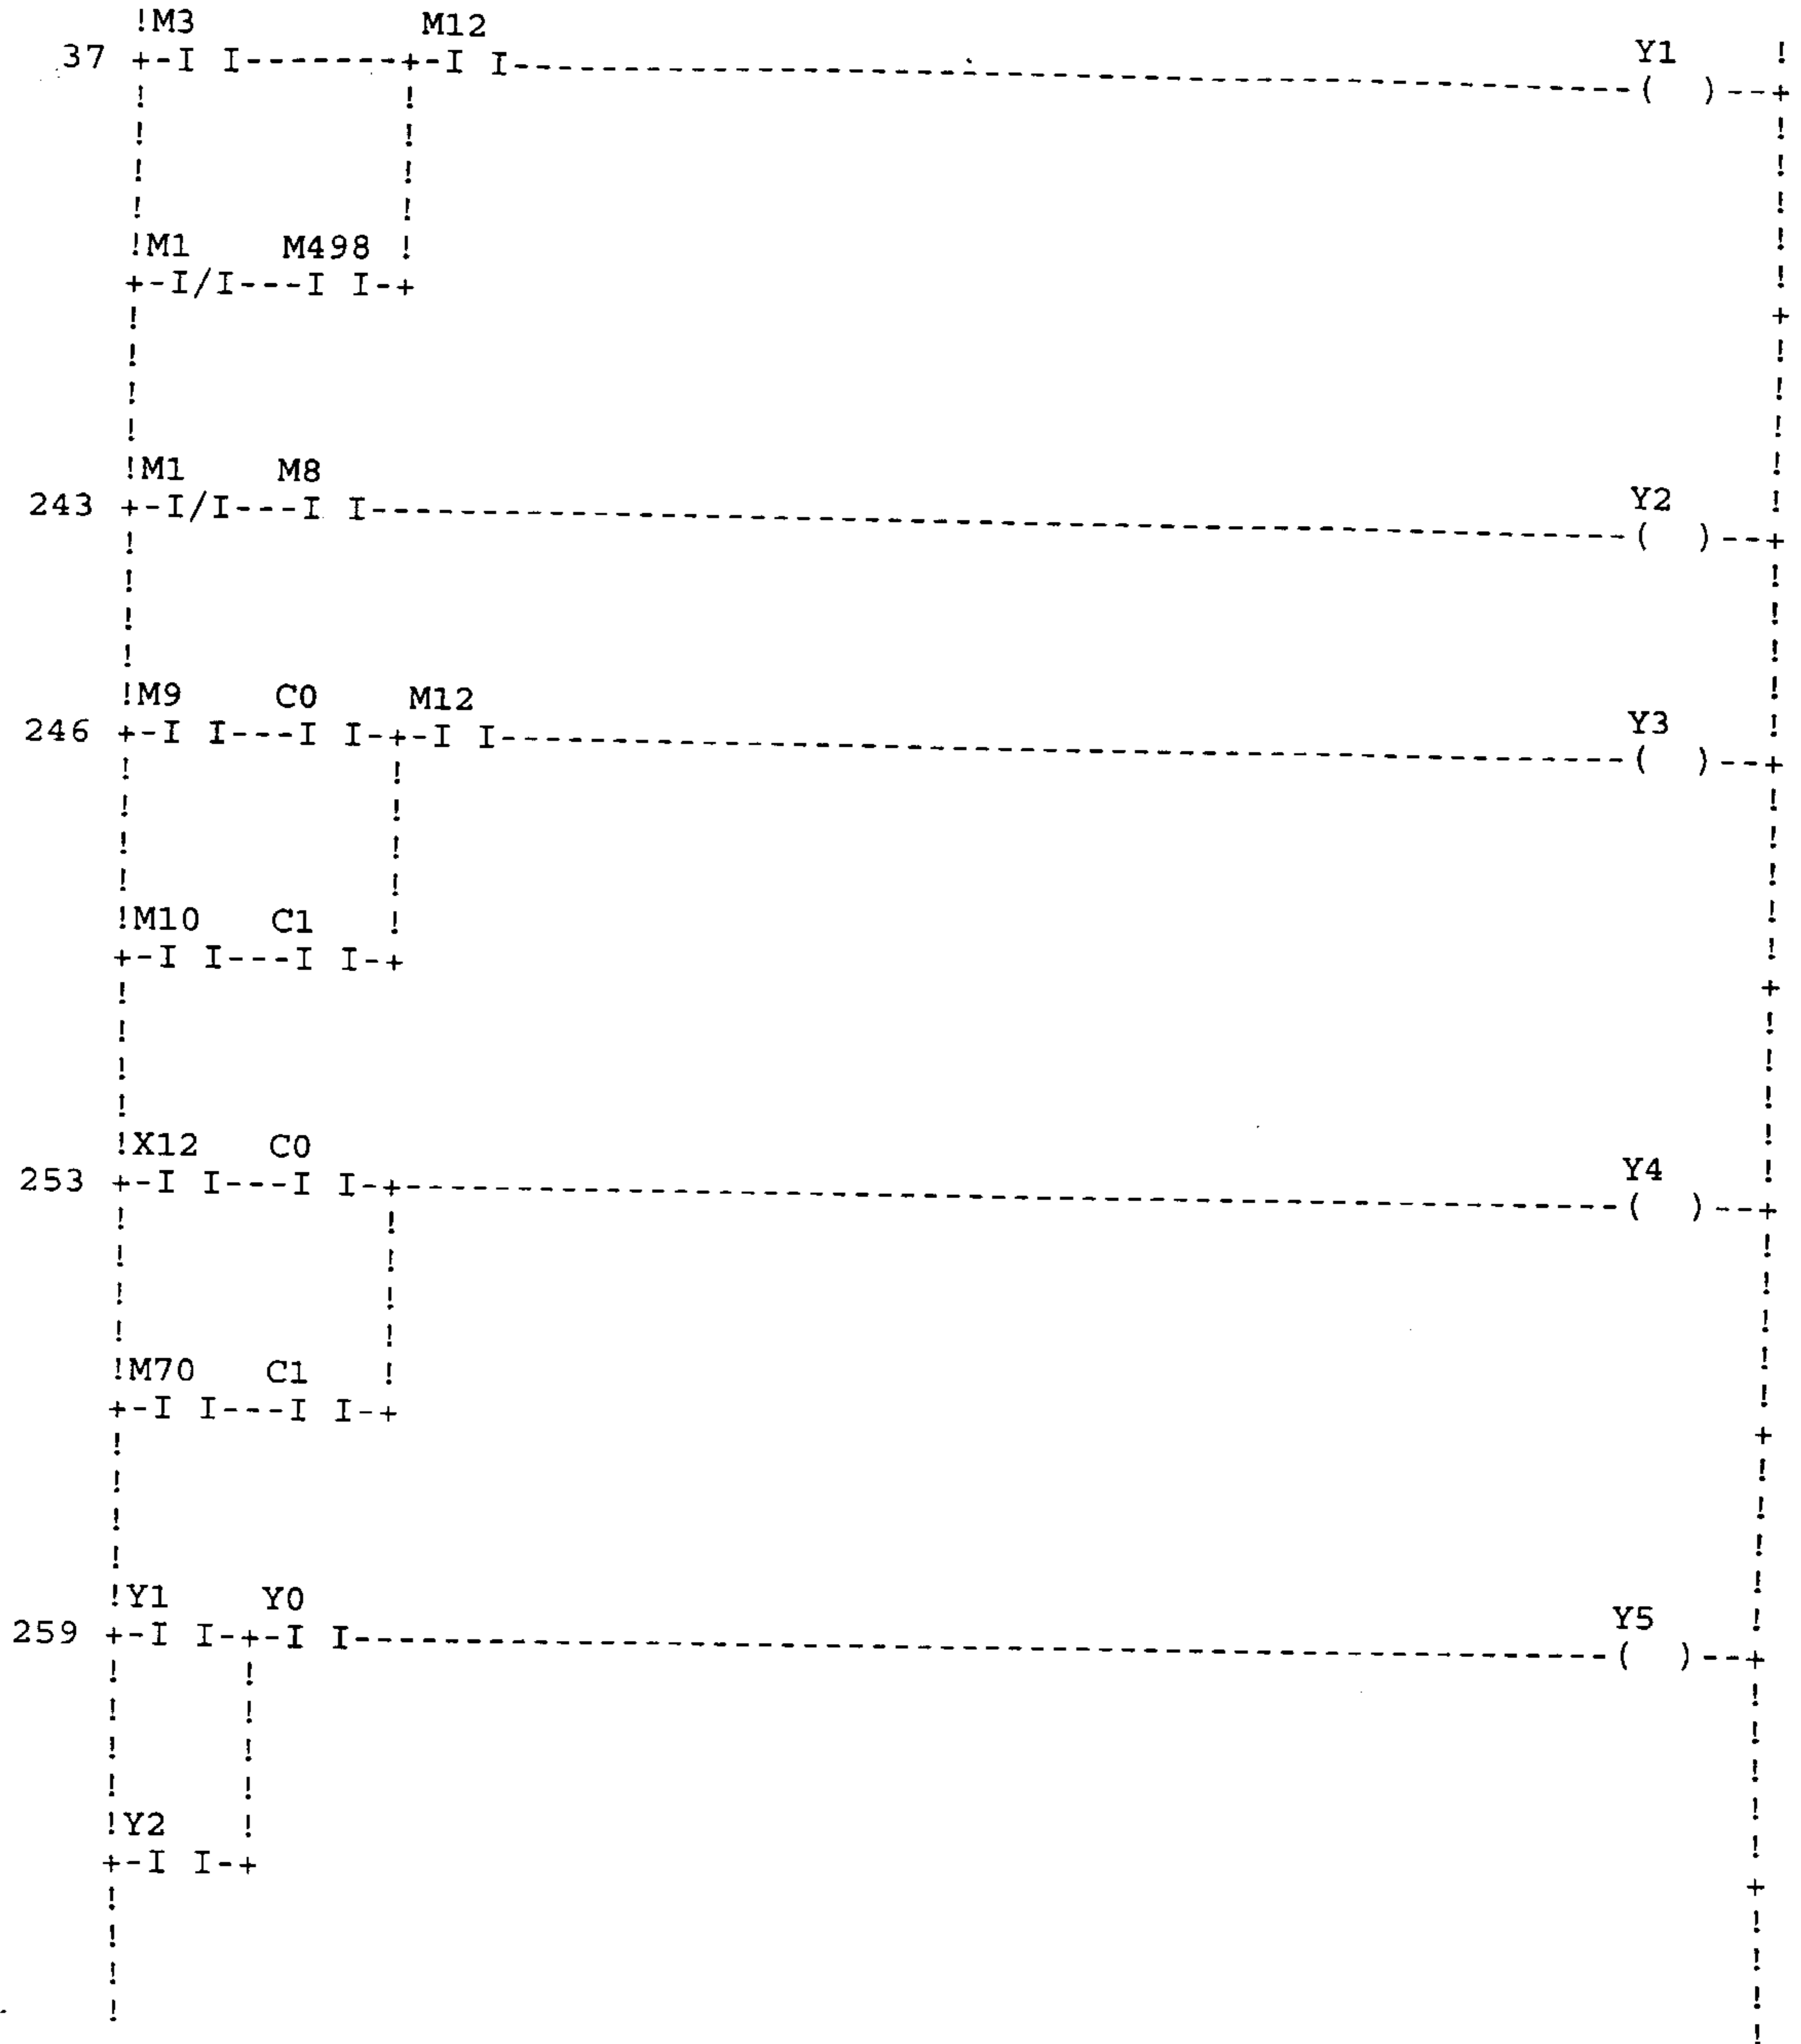 !M3 M12 Y1 !
37 +-I I-------+-I I---( )--+
!M1 M498 !
+-I/I---I I-+
!M1 M8 Y2 !
243 +-I/I---I I---( )--+
!M9 C0 M12 Y3 !
246 +-I I---I I-+-I I---( )--+
!M10 C1 !
+-I I---I I-+
!X12 C0 Y4 !
253 +-I I---I I-+---( )--+
!M70 C1 !
+-I I---I I-+
!Y1 Y0 Y5 !
259 +-I I-+-I I---( )--+
!Y2 !
+-I I-+